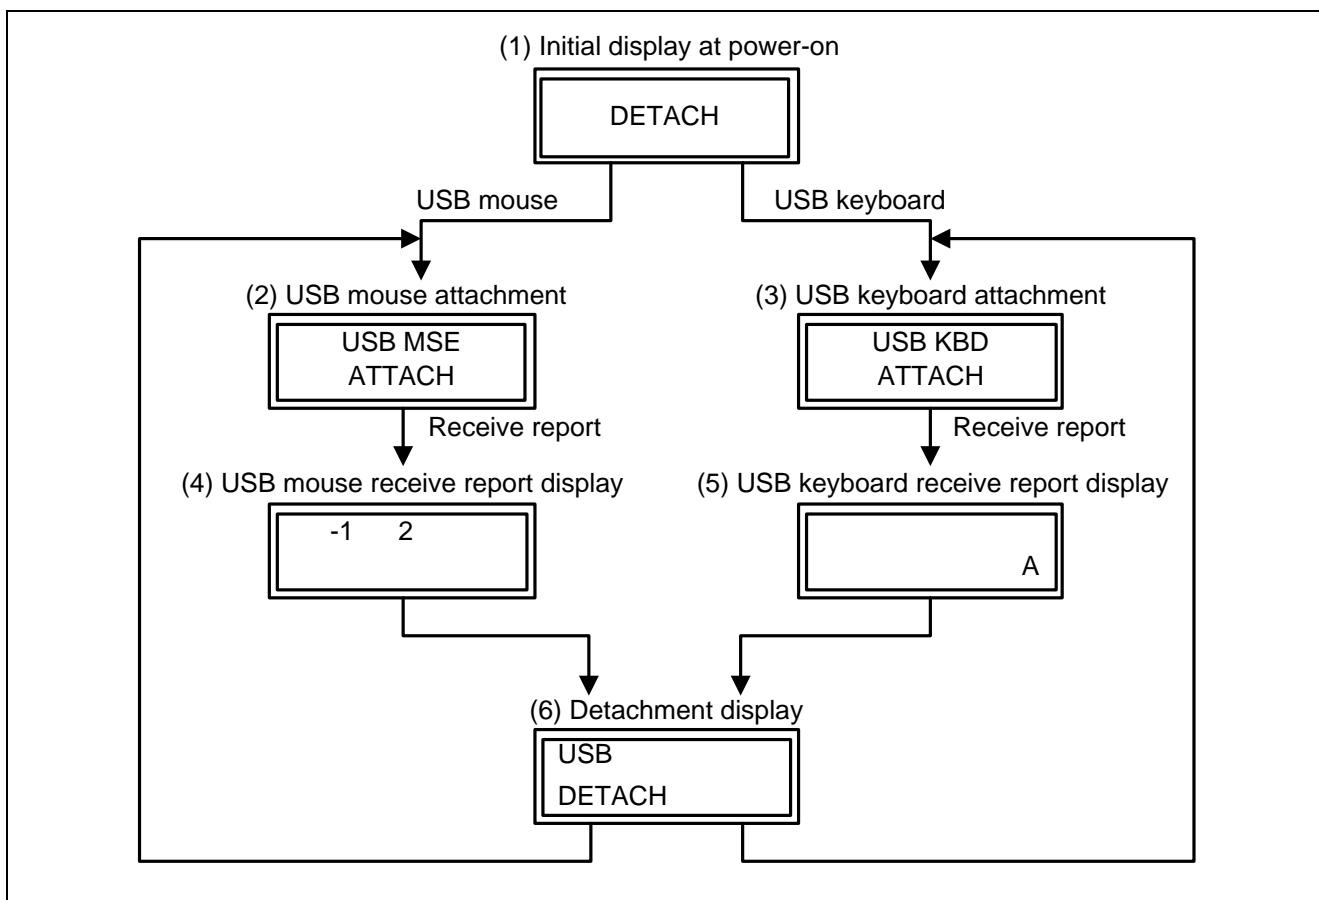 (1) Initial display at power-on
DETACH
USB mouse
USB keyboard
(2) USB mouse attachment
USB MSE
ATTACH
(3) USB keyboard attachment
USB KBD
ATTACH
Receive report
Receive report
(4) USB mouse receive report display
-1 2
(5) USB keyboard receive report display
A
(6) Detachment display
USB
DETACH